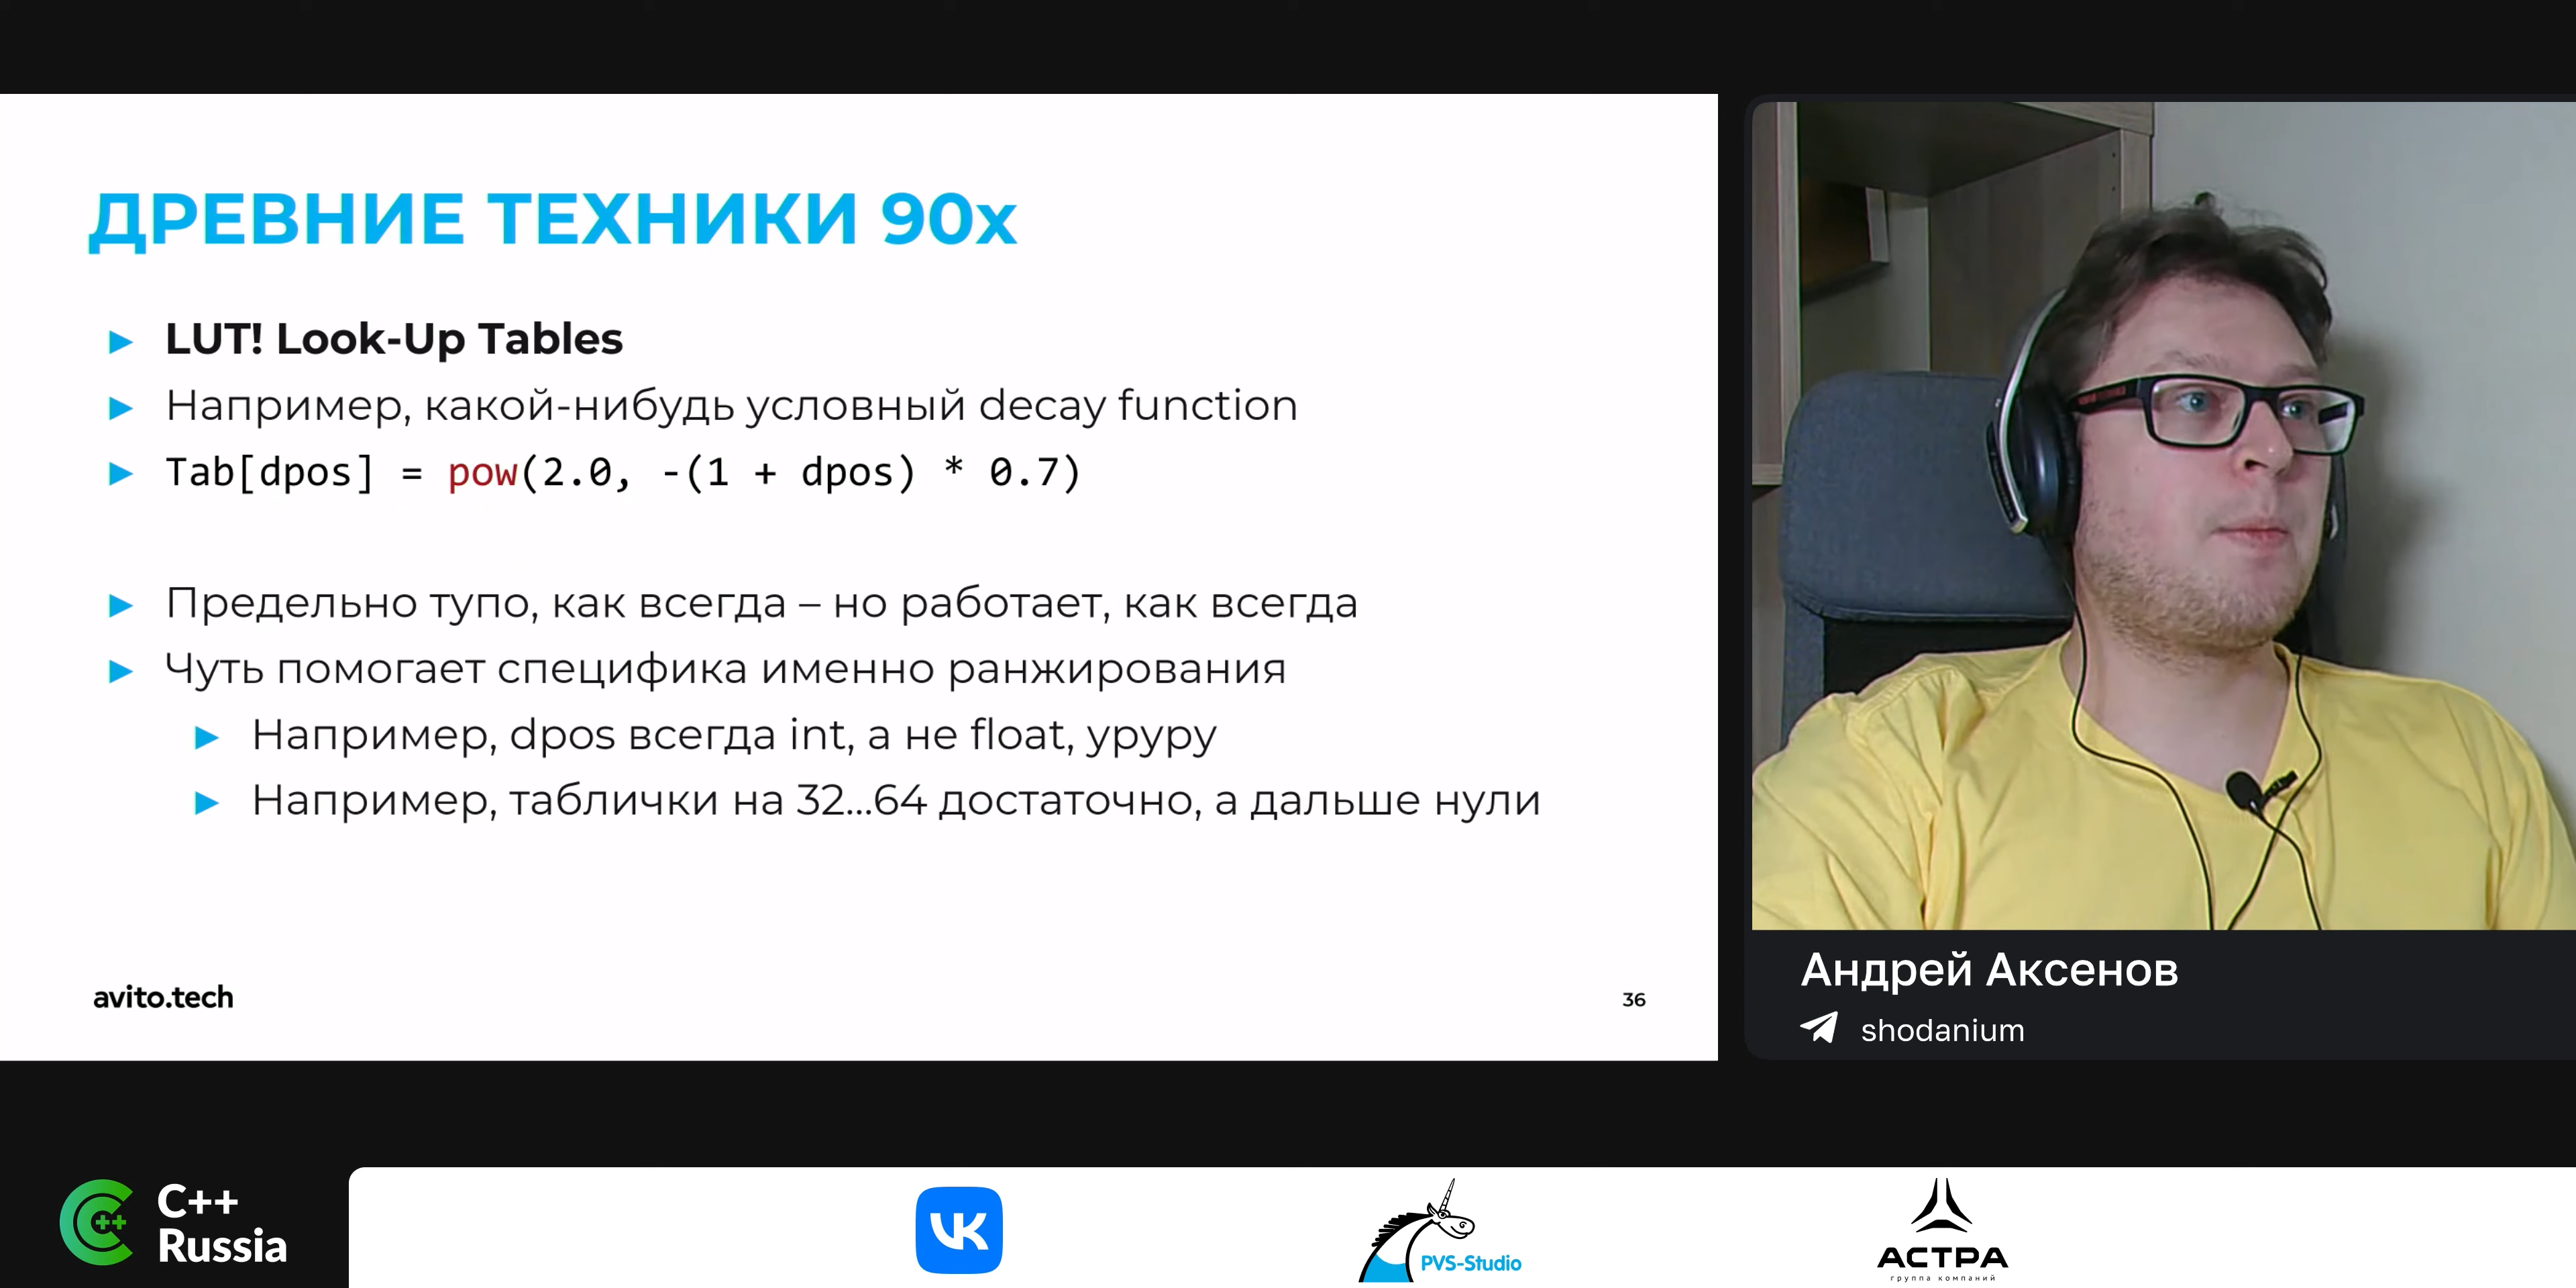 ДРЕВНИЕ ТЕХНИКИ 90х
LUT! Look-Up Tables
Например, какой-нибудь условный decay function
Tab[dpos] = pow(2.0, -(1 + dpos) * 0.7)
Предельно тупо, как всегда – но работает, как всегда
Чуть помогает специфика именно ранжирования
Например, dpos всегда int, а не float, уруру
Например, таблички на 32...64 достаточно, а дальше нули
avito.tech
36
Андрей Аксенов
shodanium
C++
C++
Russia
VK
PVS-Studio
АСТРА
группа компаний